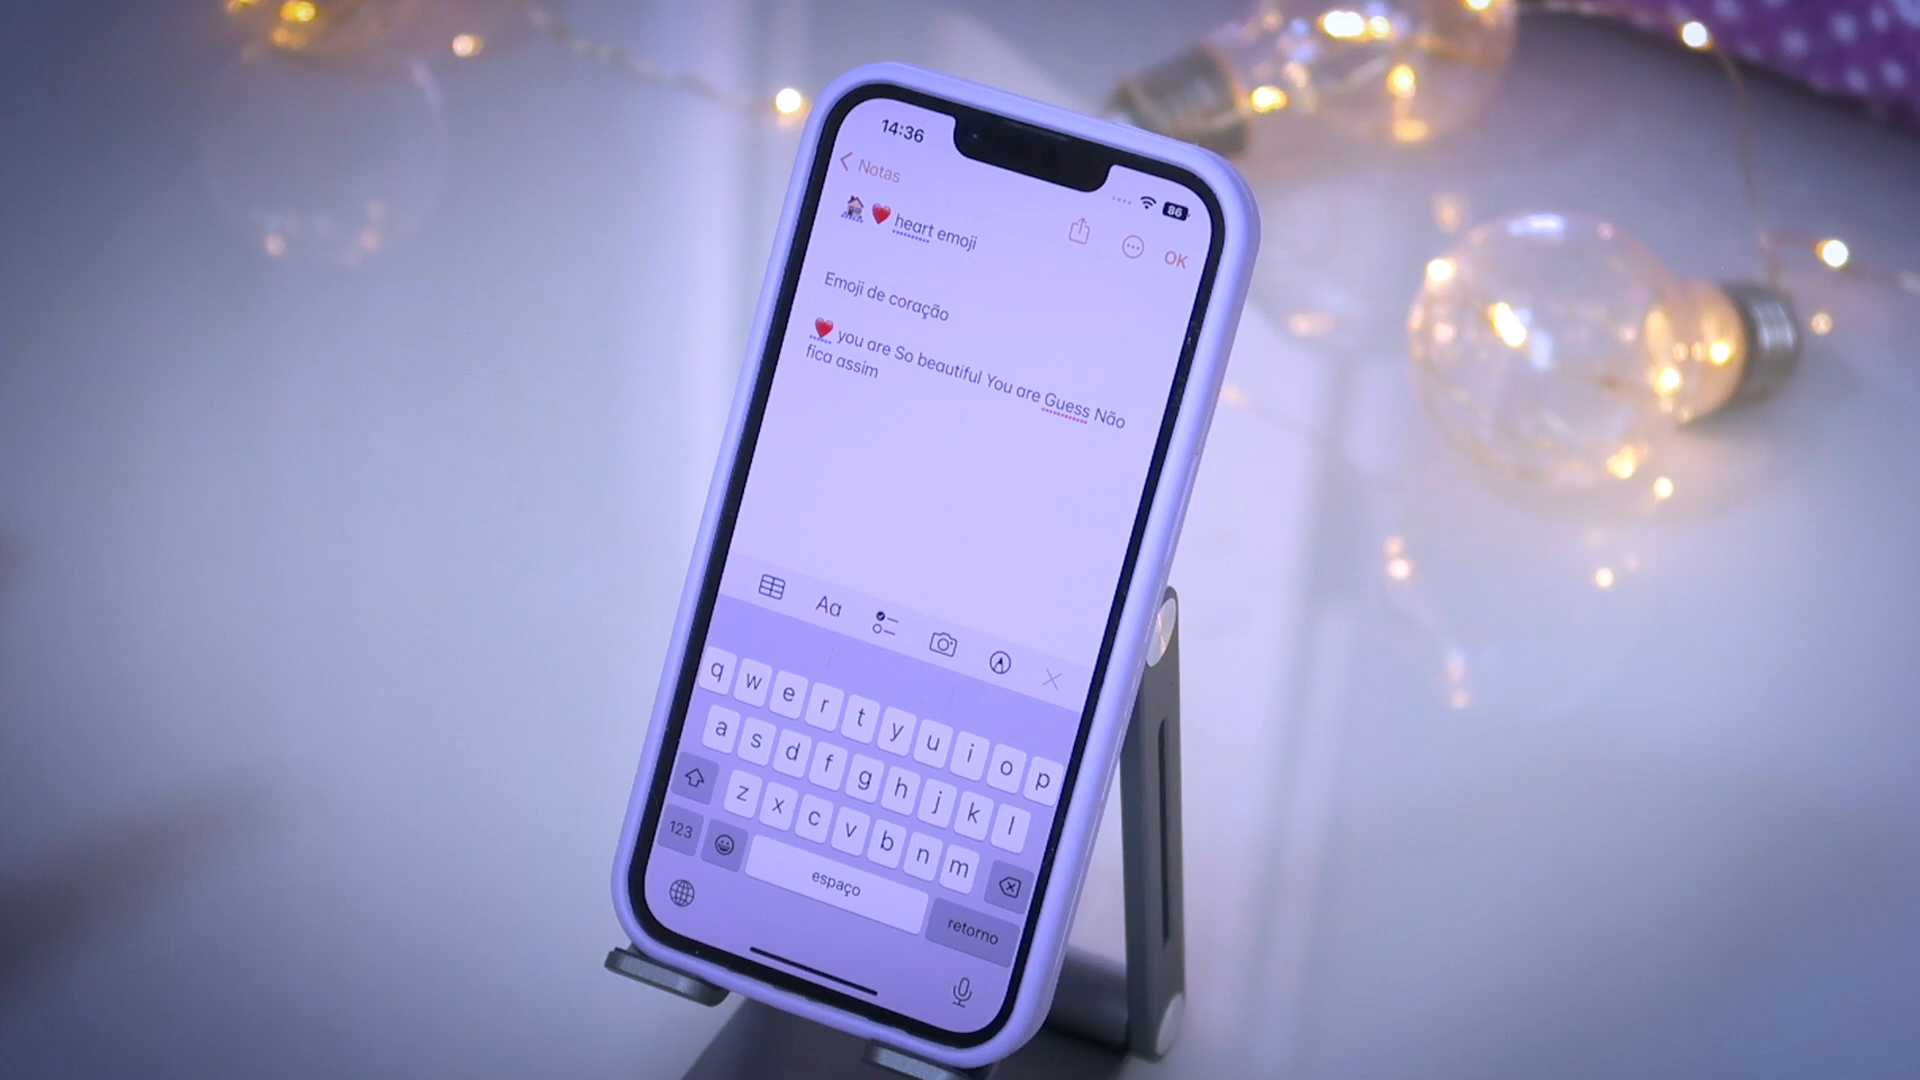 14:36
86
Notas
OK
🏠 ❤️ heart emoji
Emoji de coração
❤️ you are So beautiful You are Guess Não
fica assim
Aa
q w e r t y u i o p
a s d f g h j k l
z x c v b n m
123
espaço
retorno